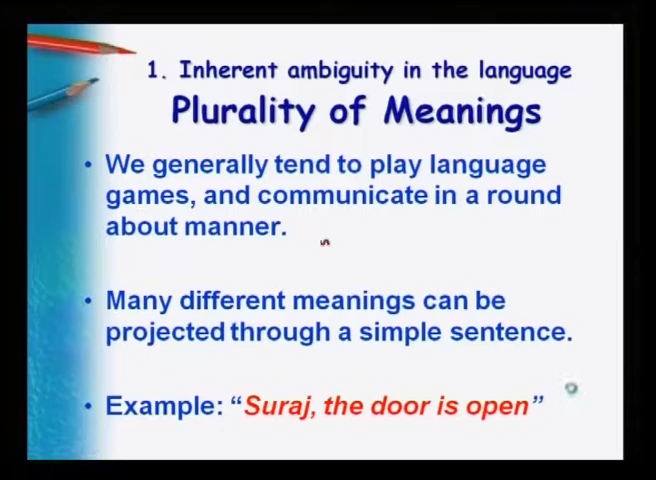 1. Inherent ambiguity in the language
Plurality of Meanings
• We generally tend to play language
games, and communicate in a round
about manner.
• Many different meanings can be
projected through a simple sentence.
• Example: “Suraj, the door is open”